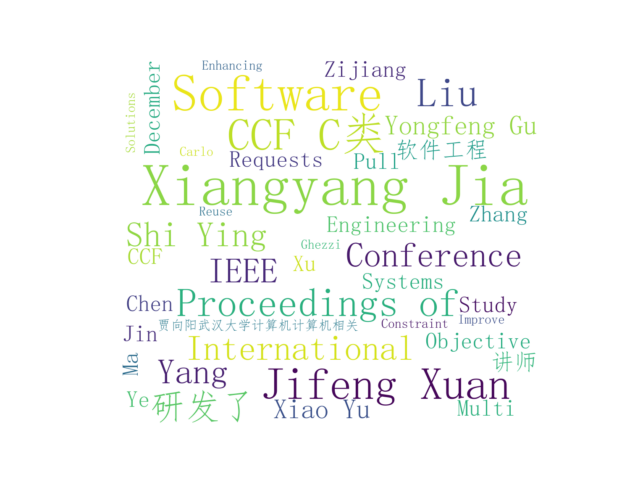 Enhancing
Zijiang
December
Solutions
Software
Liu
CCF C类
Yongfeng Gu
Carlo
Requests
Pull
软件工程
Xiangyang Jia
Reuse
Zhang
Shi Ying
Engineering
Ghezzi
Conference
CCF
IEEE
Xu
Systems
Chen
Proceedings of
Study
贾向阳武汉大学计算机计算机相关
Constraint
Improve
Jin
International
Objective
讲师
Ma
Yang
Jifeng Xuan
Ye
研发了
Xiao Yu
Multi